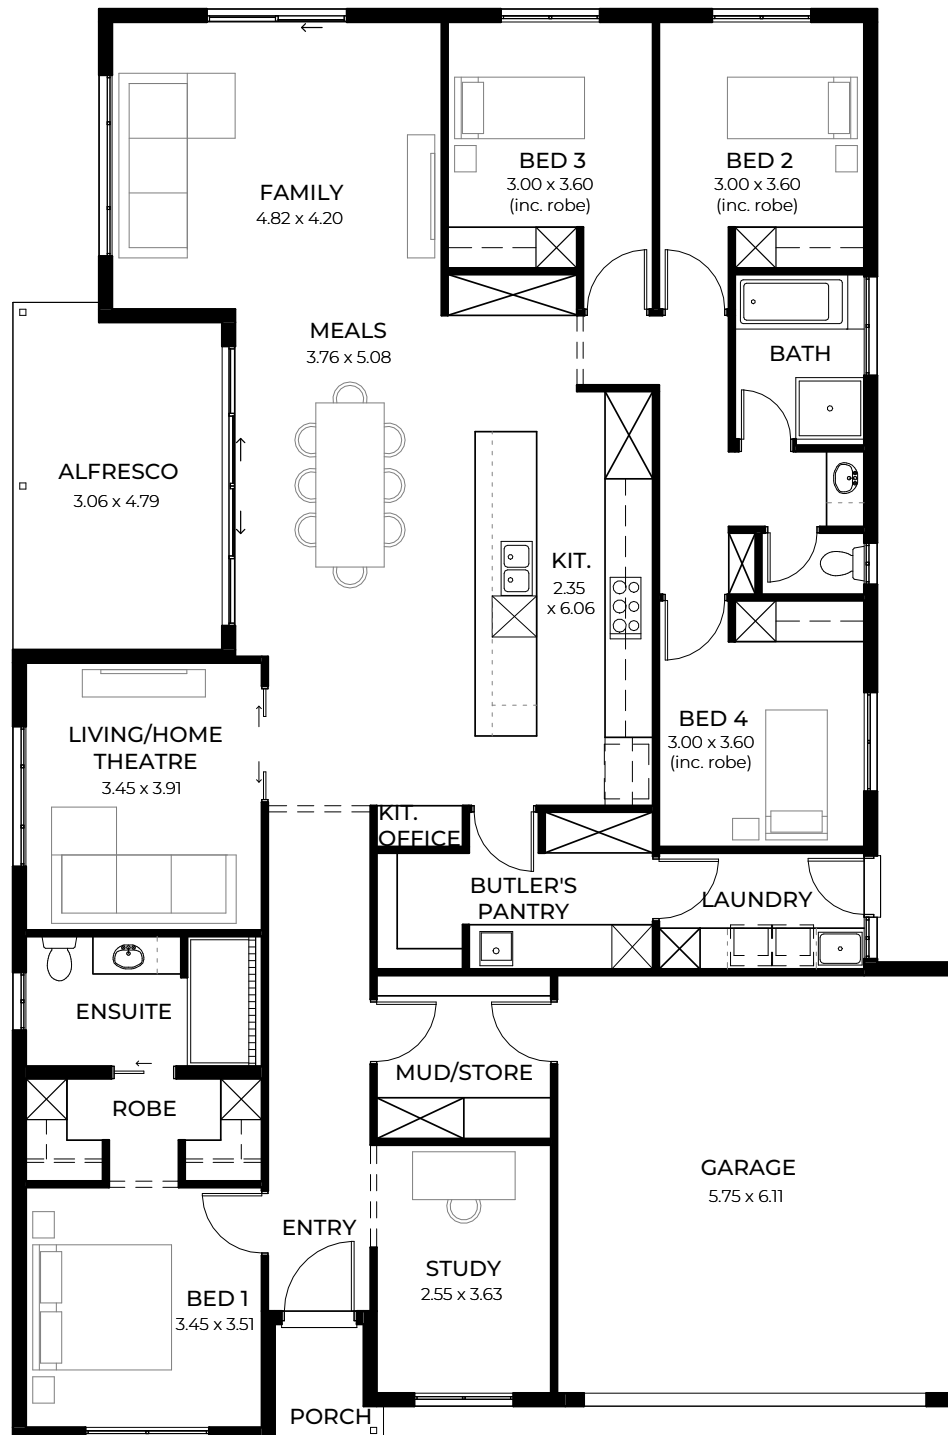 BED 3
3.00 x 3.60
(inc. robe)
BED 2
3.00 x 3.60
(inc. robe)
FAMILY
4.82 x 4.20
MEALS
3.76 x 5.08
BATH
ALFRESCO
3.06 x 4.79
KIT.
2.35
x 6.06
LIVING/HOME
THEATRE
3.45 x 3.91
BED 4
3.00 x 3.60
(inc. robe)
KIT.
OFFICE
BUTLER'S
PANTRY
LAUNDRY
ENSUITE
MUD/STORE
ROBE
GARAGE
5.75 x 6.11
ENTRY
STUDY
2.55 x 3.63
BED 1
3.45 x 3.51
PORCH